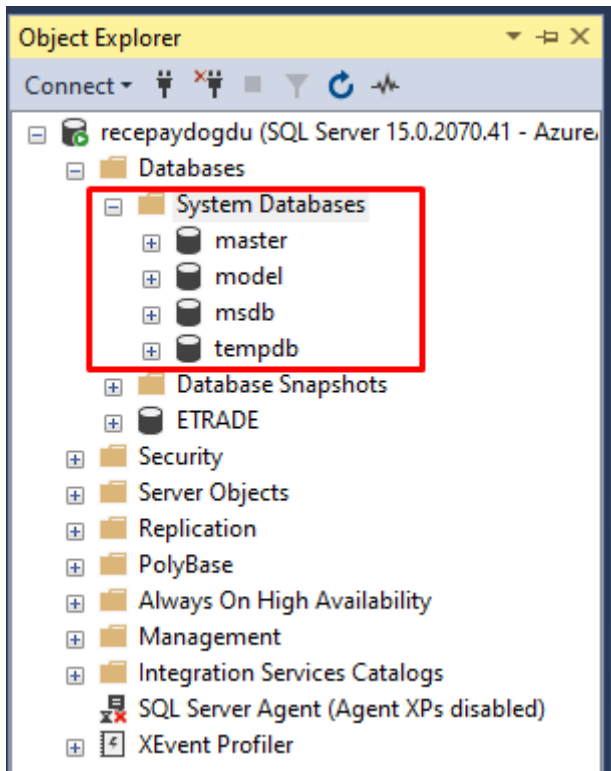 Object Explorer
Connect
recepaydogdu (SQL Server 15.0.2070.41 - Azure
Databases
System Databases
master
model
msdb
tempdb
Database Snapshots
ETRADE
Security
Server Objects
Replication
PolyBase
Always On High Availability
Management
Integration Services Catalogs
SQL Server Agent (Agent XPs disabled)
XEvent Profiler